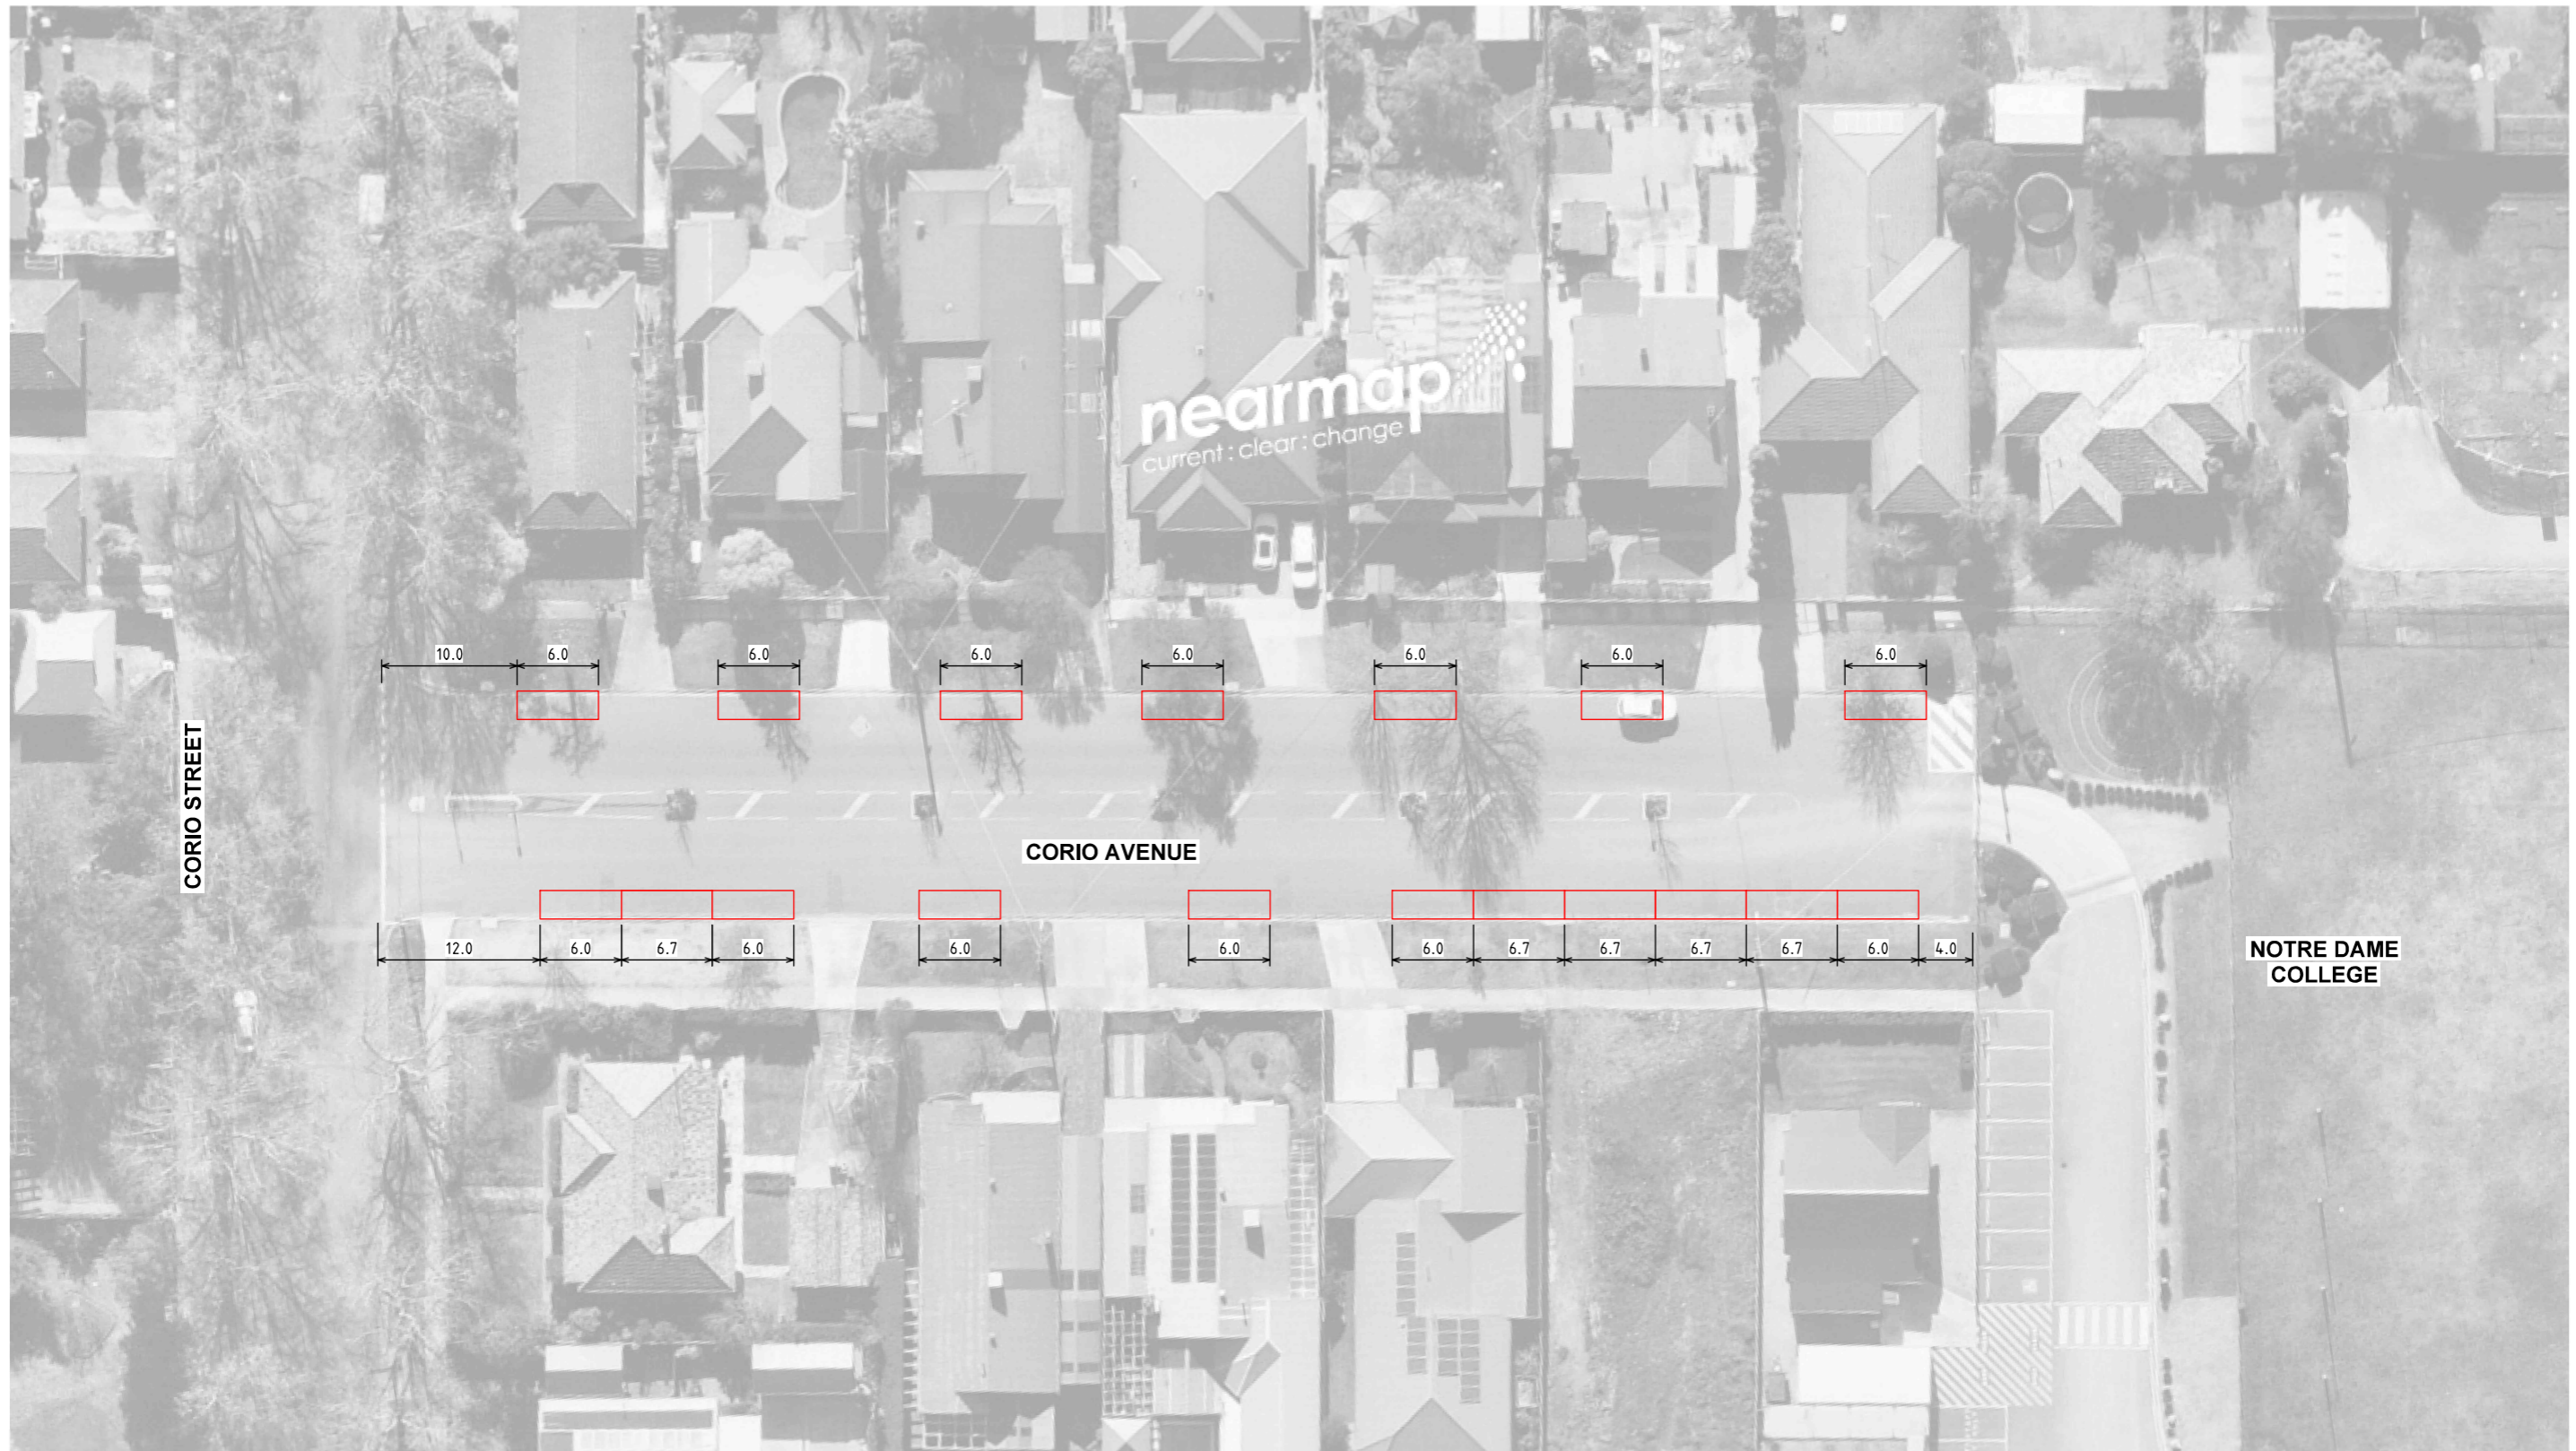 nearmap
current : clear : change
10.0 6.0 6.0 6.0 6.0 6.0 6.0 6.0
CORIO STREET
CORIO AVENUE
12.0 6.0 6.7 6.0 6.0 6.0 6.0 6.7 6.7 6.7 6.7 6.0 4.0
NOTRE DAME
COLLEGE